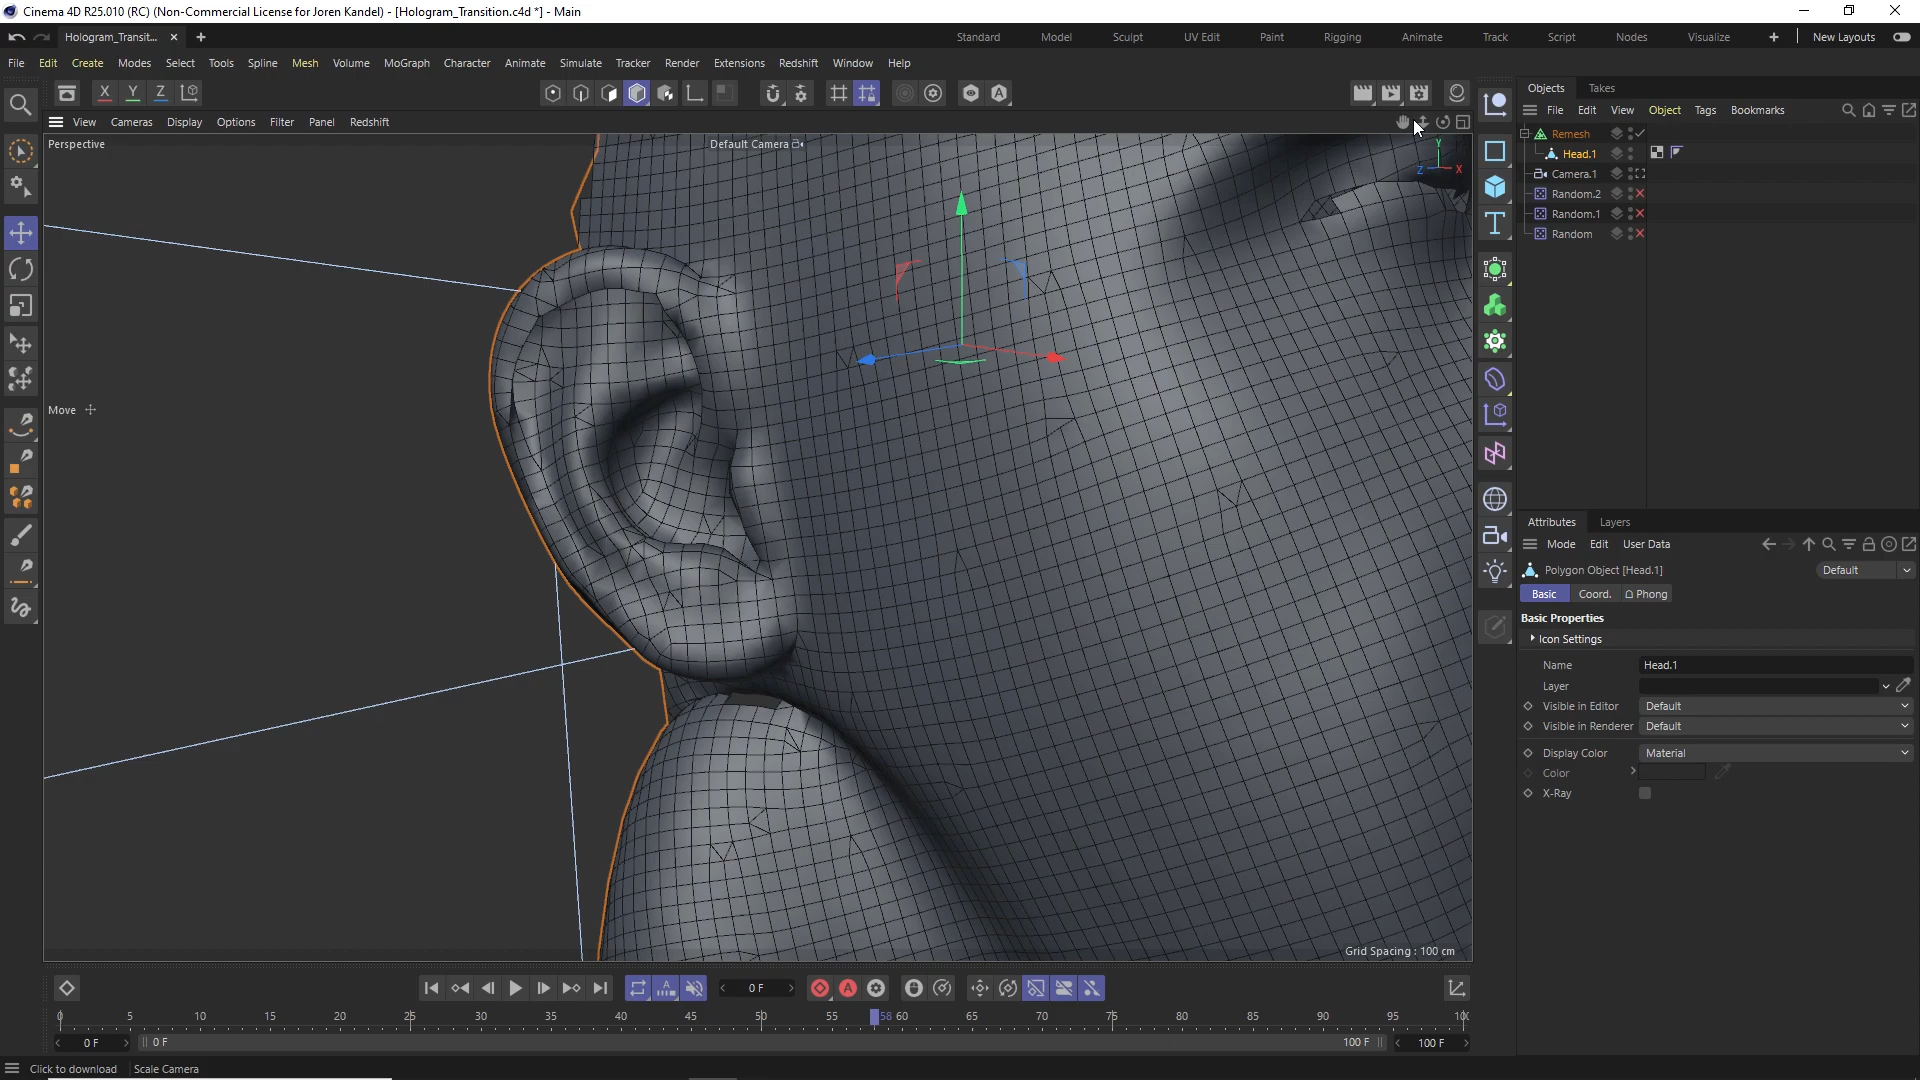 Cinema 4D R25.010 (RC) (Non-Commercial License for Joren Kandel) - [Hologram_Transition.c4d *] - Main
Hologram_Transit... × +
Standard Model Sculpt UV Edit Paint Rigging Animate Track Script Nodes Visualize + New Layouts
File Edit Create Modes Select Tools Spline Mesh Volume MoGraph Character Animate Simulate Tracker Render Extensions Redshift Window Help
X Y Z
View Cameras Display Options Filter Panel Redshift
Perspective
Default Camera
Y
Z X
Move
Grid Spacing : 100 cm
Objects Takes
File Edit View Object Tags Bookmarks
Remesh
Head.1
Camera.1
Random.2
Random.1
Random
Attributes Layers
Mode Edit User Data
Polygon Object [Head.1]
Default
Basic Coord. Phong
Basic Properties
Icon Settings
Name Head.1
Layer
Visible in Editor Default
Visible in Renderer Default
Display Color Material
Color
X-Ray
0 F
0 5 10 15 20 25 30 35 40 45 50 55 58 60 65 70 75 80 85 90 95 100
0 F 0 F 100 F 100 F
Click to download Scale Camera